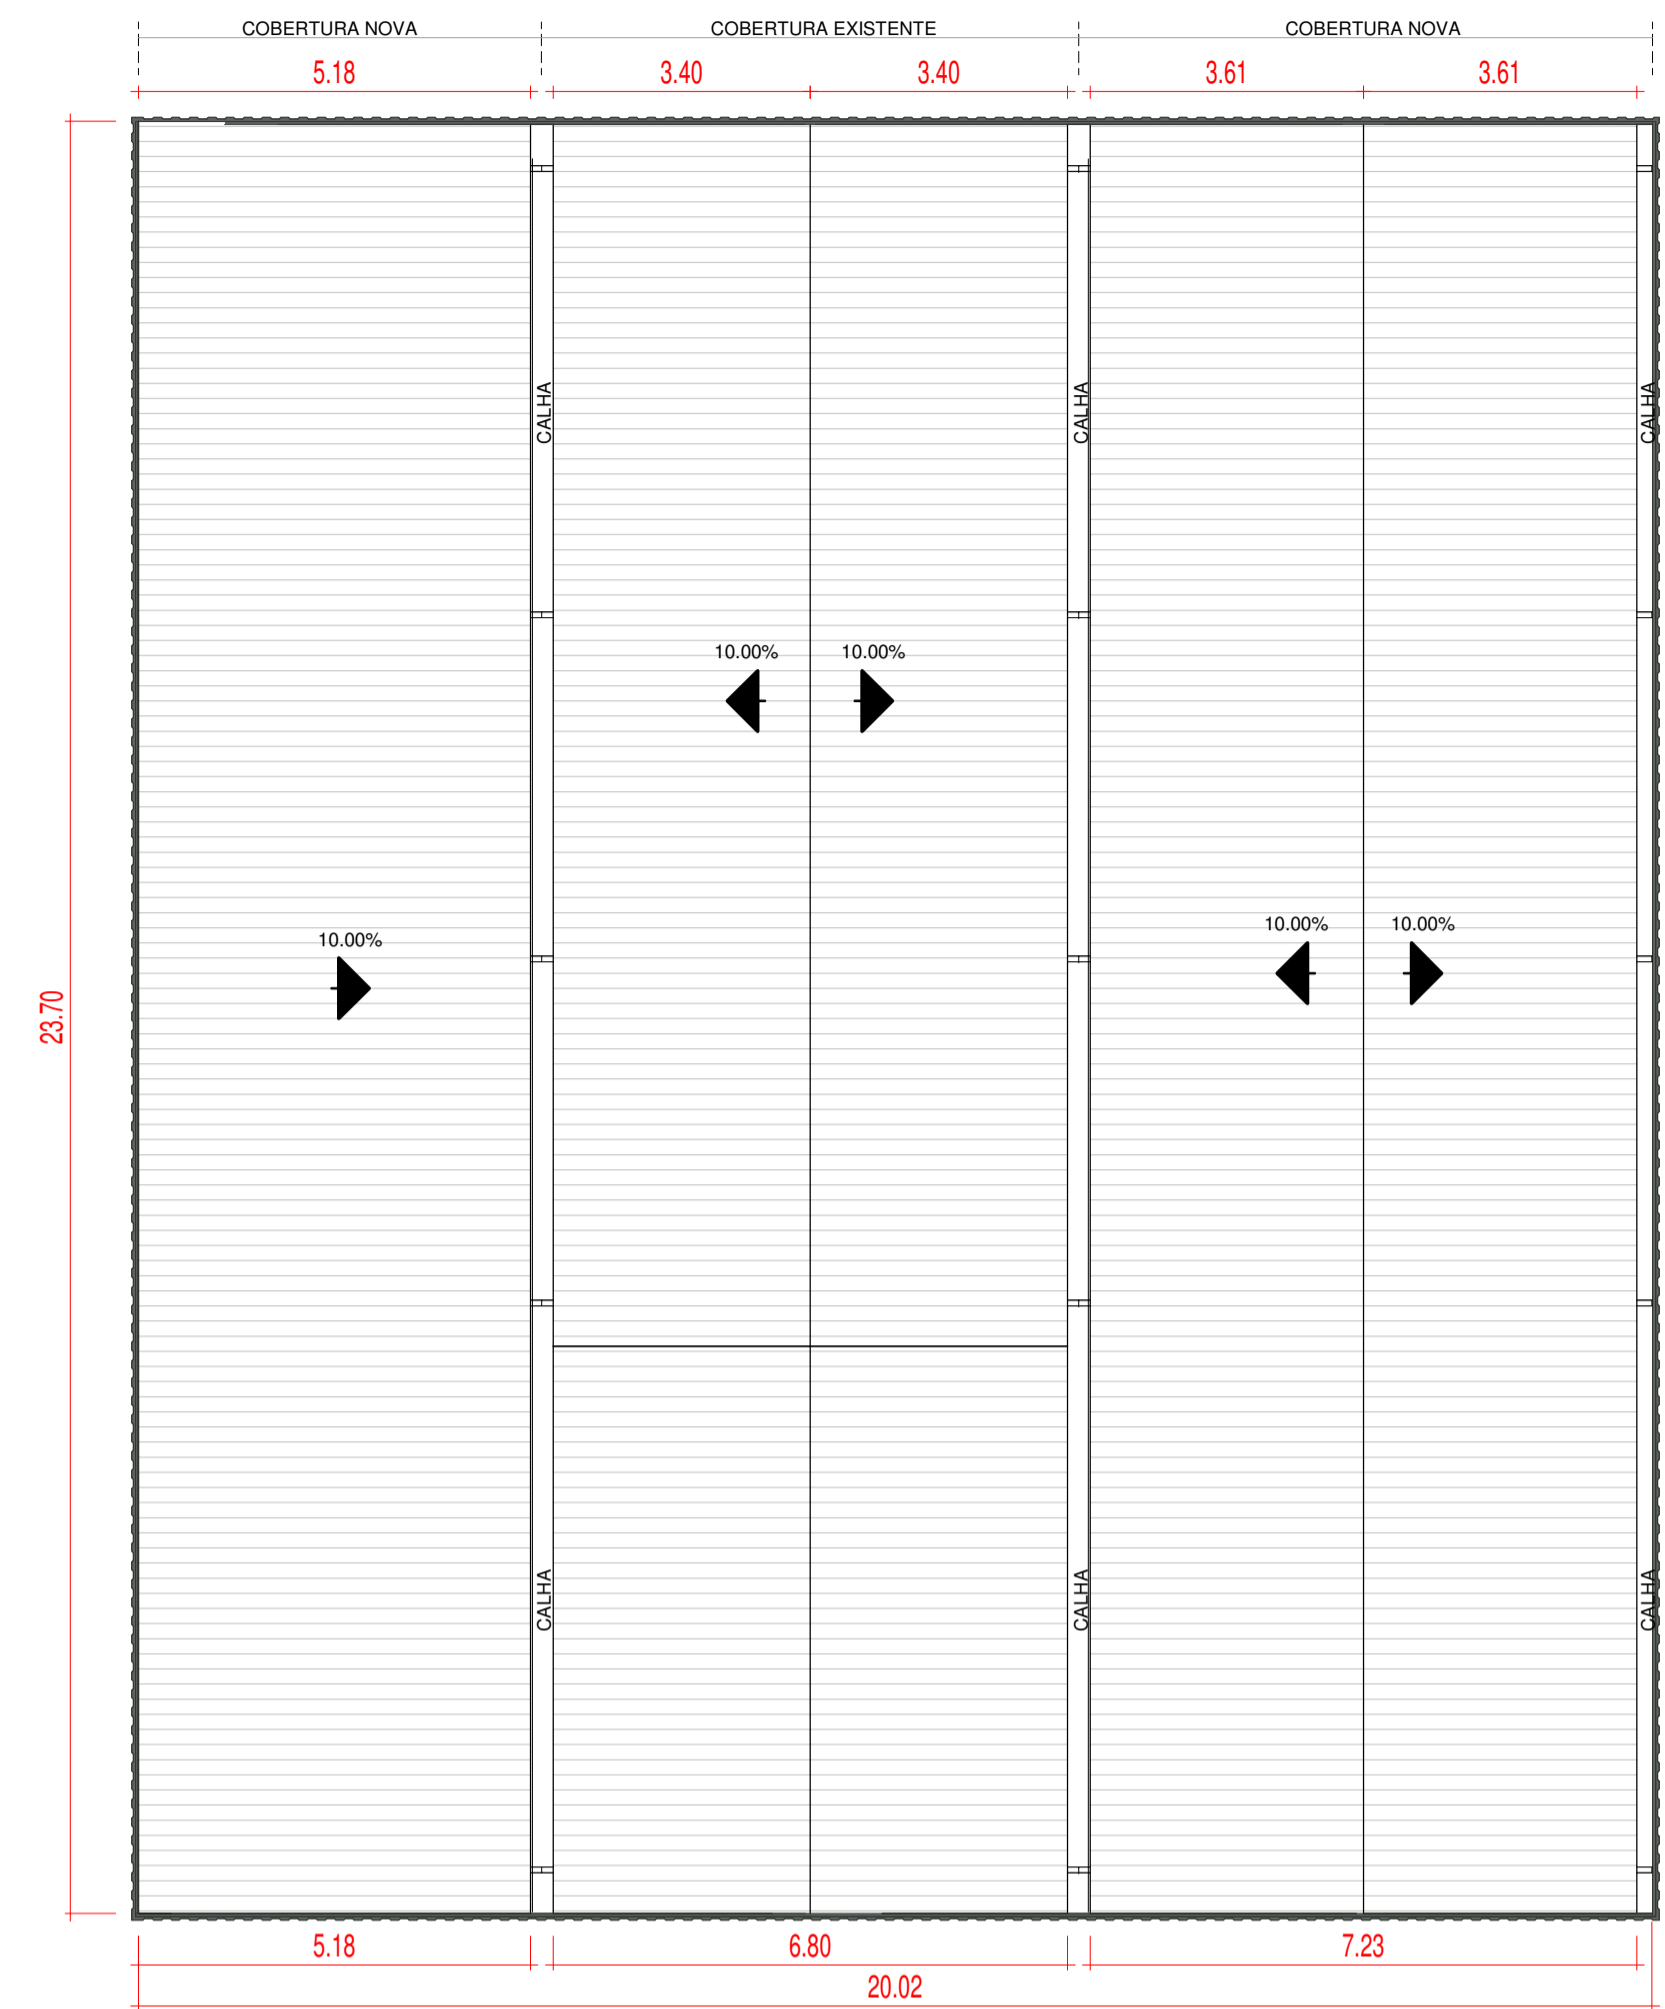 COBERTURA NOVA COBERTURA EXISTENTE COBERTURA NOVA
5.18 3.40 3.40 3.61 3.61
CALHA CALHA CALHA
10.00% 10.00%
10.00% 10.00%
10.00%
23.70
CALHA CALHA CALHA
5.18 6.80 7.23
20.02